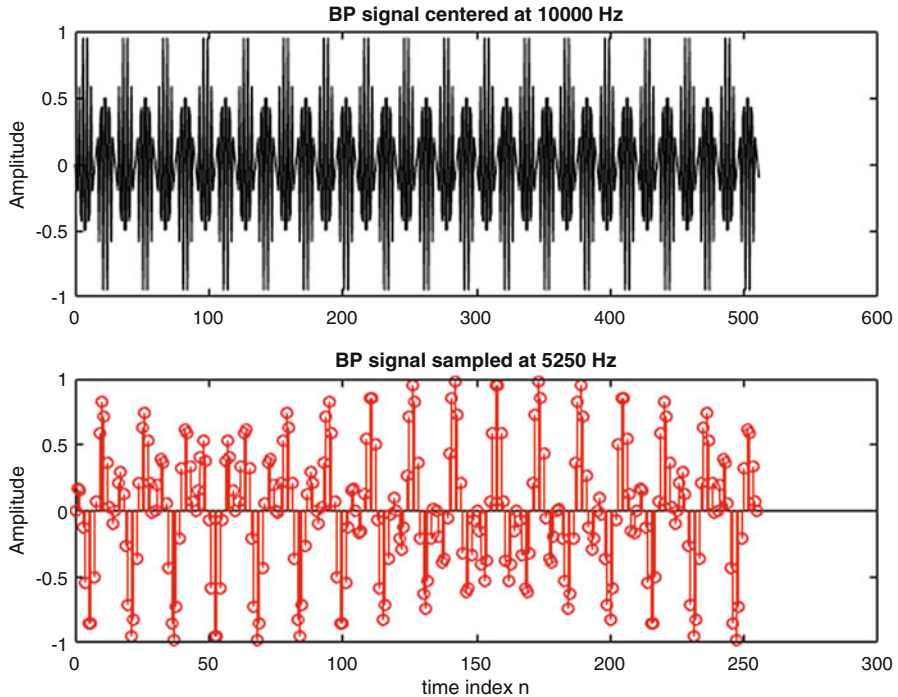 BP signal centered at 10000 Hz
1
0.5
0
-0.5
-1
Amplitude
0 100 200 300 400 500 600
BP signal sampled at 5250 Hz
1
0.5
0
-0.5
-1
Amplitude
0 50 100 150 200 250 300
time index n